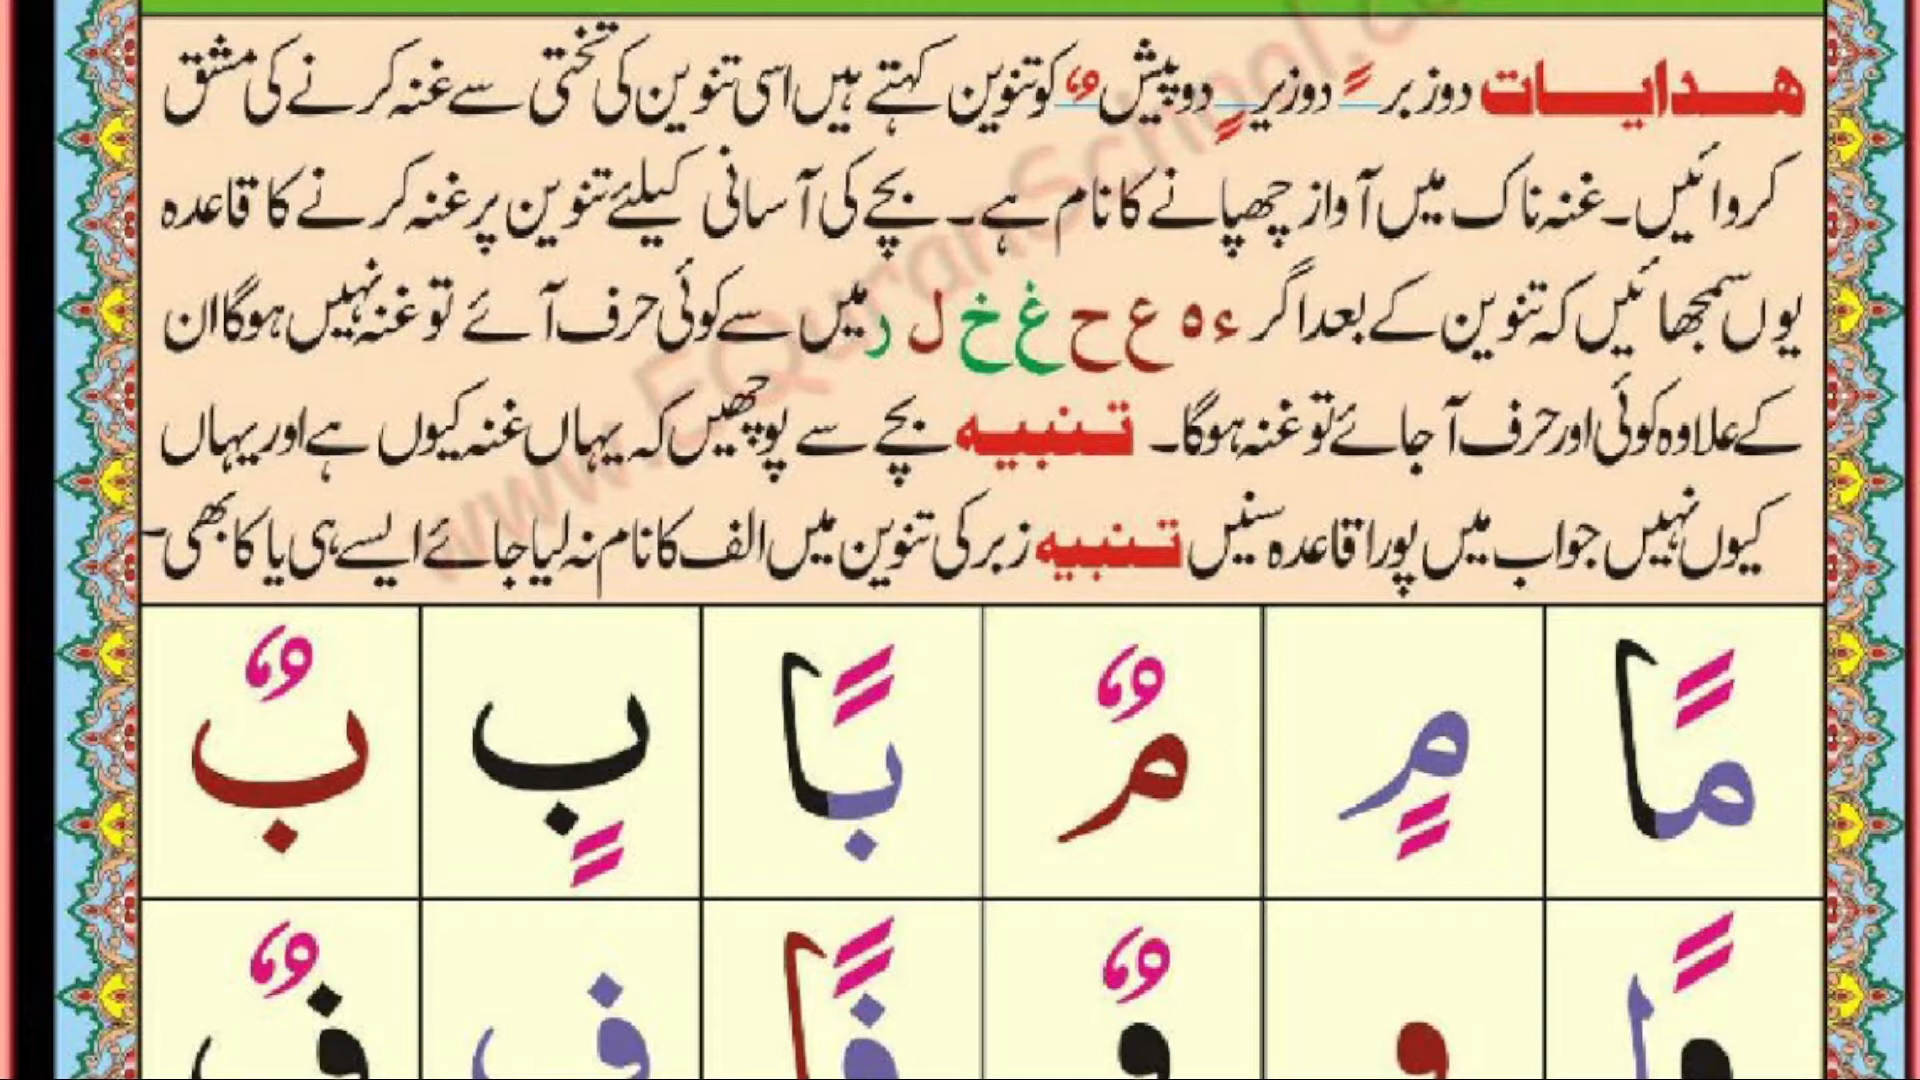 ھدایات دو زبر ـً دو زیر ـٍ دو پیش ـٌ کو تنوین کہتے ہیں اسی تنوین کی تختی سے غنہ کرنے کی مشق
کروائیں۔ غنہ ناک میں آواز چھپانے کا نام ہے۔ بچے کی آسانی کیلئے تنوین پر غنہ کرنے کا قاعدہ
یوں سمجھائیں کہ تنوین کے بعد اگر ء ہ ع ح غ خ ل ر میں سے کوئی حرف آئے تو غنہ نہیں ہوگا ان
کے علاوہ کوئی اور حرف آجائے تو غنہ ہوگا۔ تنبیہ بچے سے پوچھیں کہ یہاں غنہ کیوں ہے اور یہاں
کیوں نہیں جواب میں پورا قاعدہ سنیں تنبیہ زبر کی تنوین میں الف کا نام نہ لیا جائے ایسے ہی یا کا بھی۔
مًا مٍ مٌ بًا بٍ بٌ
وًا و وٌ فًا ف فٌ
www.EQuranSchool.co